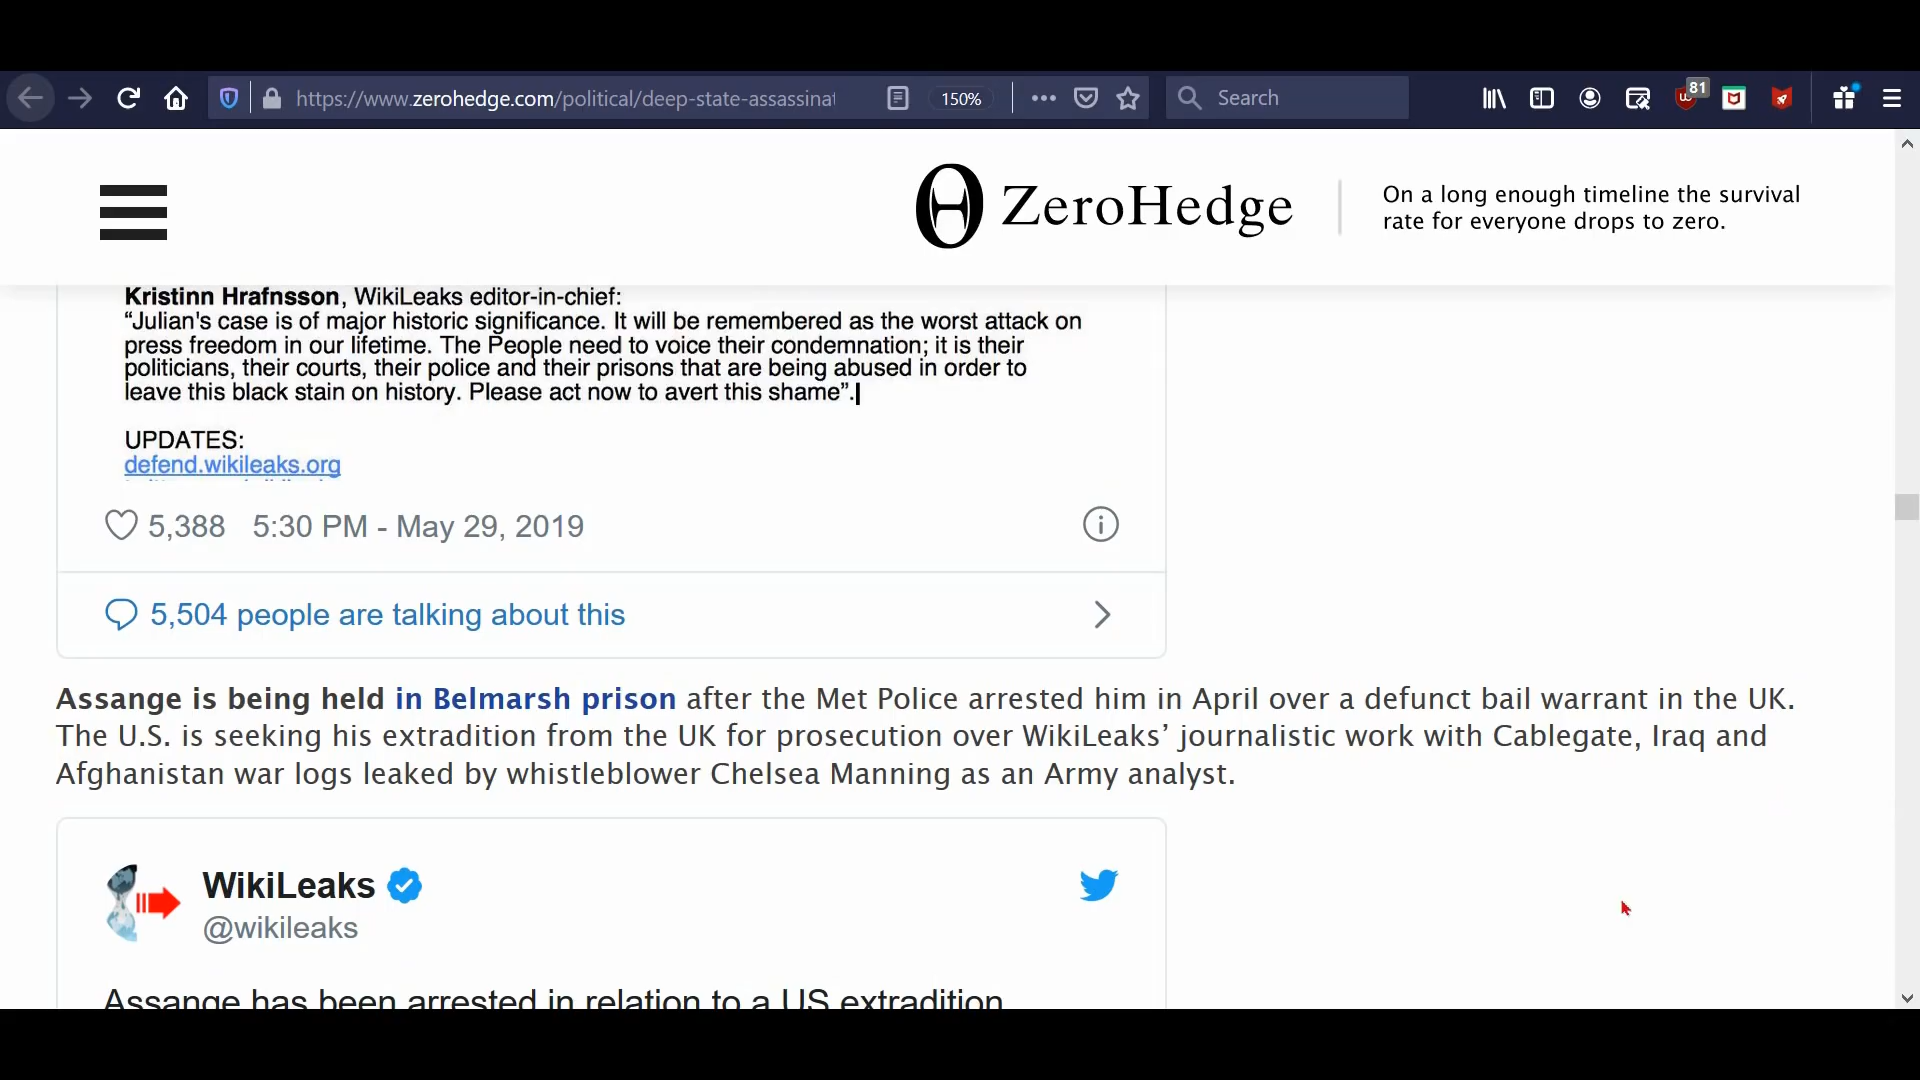 https://www.zerohedge.com/political/deep-state-assassinat
150%
Search
81
ZeroHedge
On a long enough timeline the survival
rate for everyone drops to zero.
Kristinn Hrafnsson, WikiLeaks editor-in-chief:
“Julian's case is of major historic significance. It will be remembered as the worst attack on
press freedom in our lifetime. The People need to voice their condemnation; it is their
politicians, their courts, their police and their prisons that are being abused in order to
leave this black stain on history. Please act now to avert this shame”.
UPDATES:
defend.wikileaks.org
5,388 5:30 PM - May 29, 2019
5,504 people are talking about this
Assange is being held in Belmarsh prison after the Met Police arrested him in April over a defunct bail warrant in the UK.
The U.S. is seeking his extradition from the UK for prosecution over WikiLeaks’ journalistic work with Cablegate, Iraq and
Afghanistan war logs leaked by whistleblower Chelsea Manning as an Army analyst.
WikiLeaks
@wikileaks
Assange has been arrested in relation to a US extradition